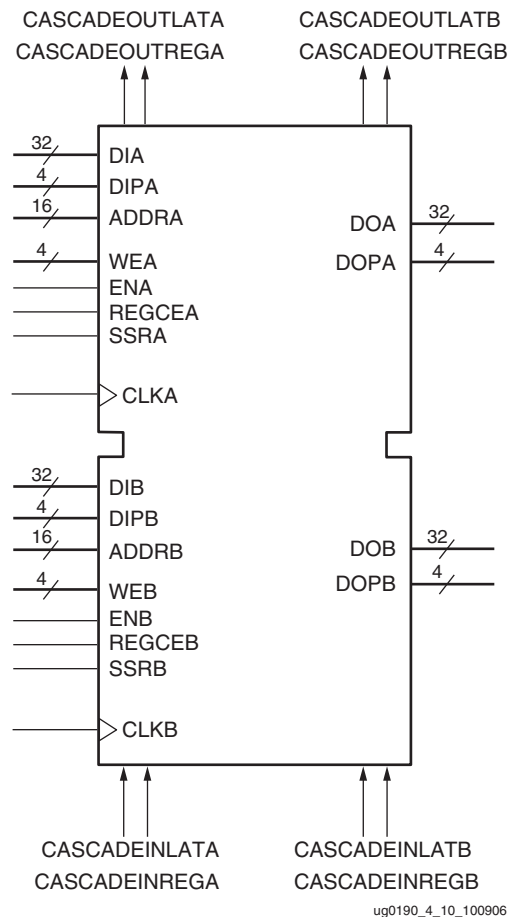 CASCADEOUTLATA CASCADEOUTLATB
CASCADEOUTREGA CASCADEOUTREGB
32 DIA
4 DIPA
16 ADDRA
DOA 32
4 WEA
DOPA 4
ENA
REGCEA
SSRA
CLKA
32 DIB
4 DIPB
16 ADDRB
DOB 32
4 WEB
DOPB 4
ENB
REGCEB
SSRB
CLKB
CASCADEINLATA CASCADEINLATB
CASCADEINREGA CASCADEINREGB
ug0190_4_10_100906